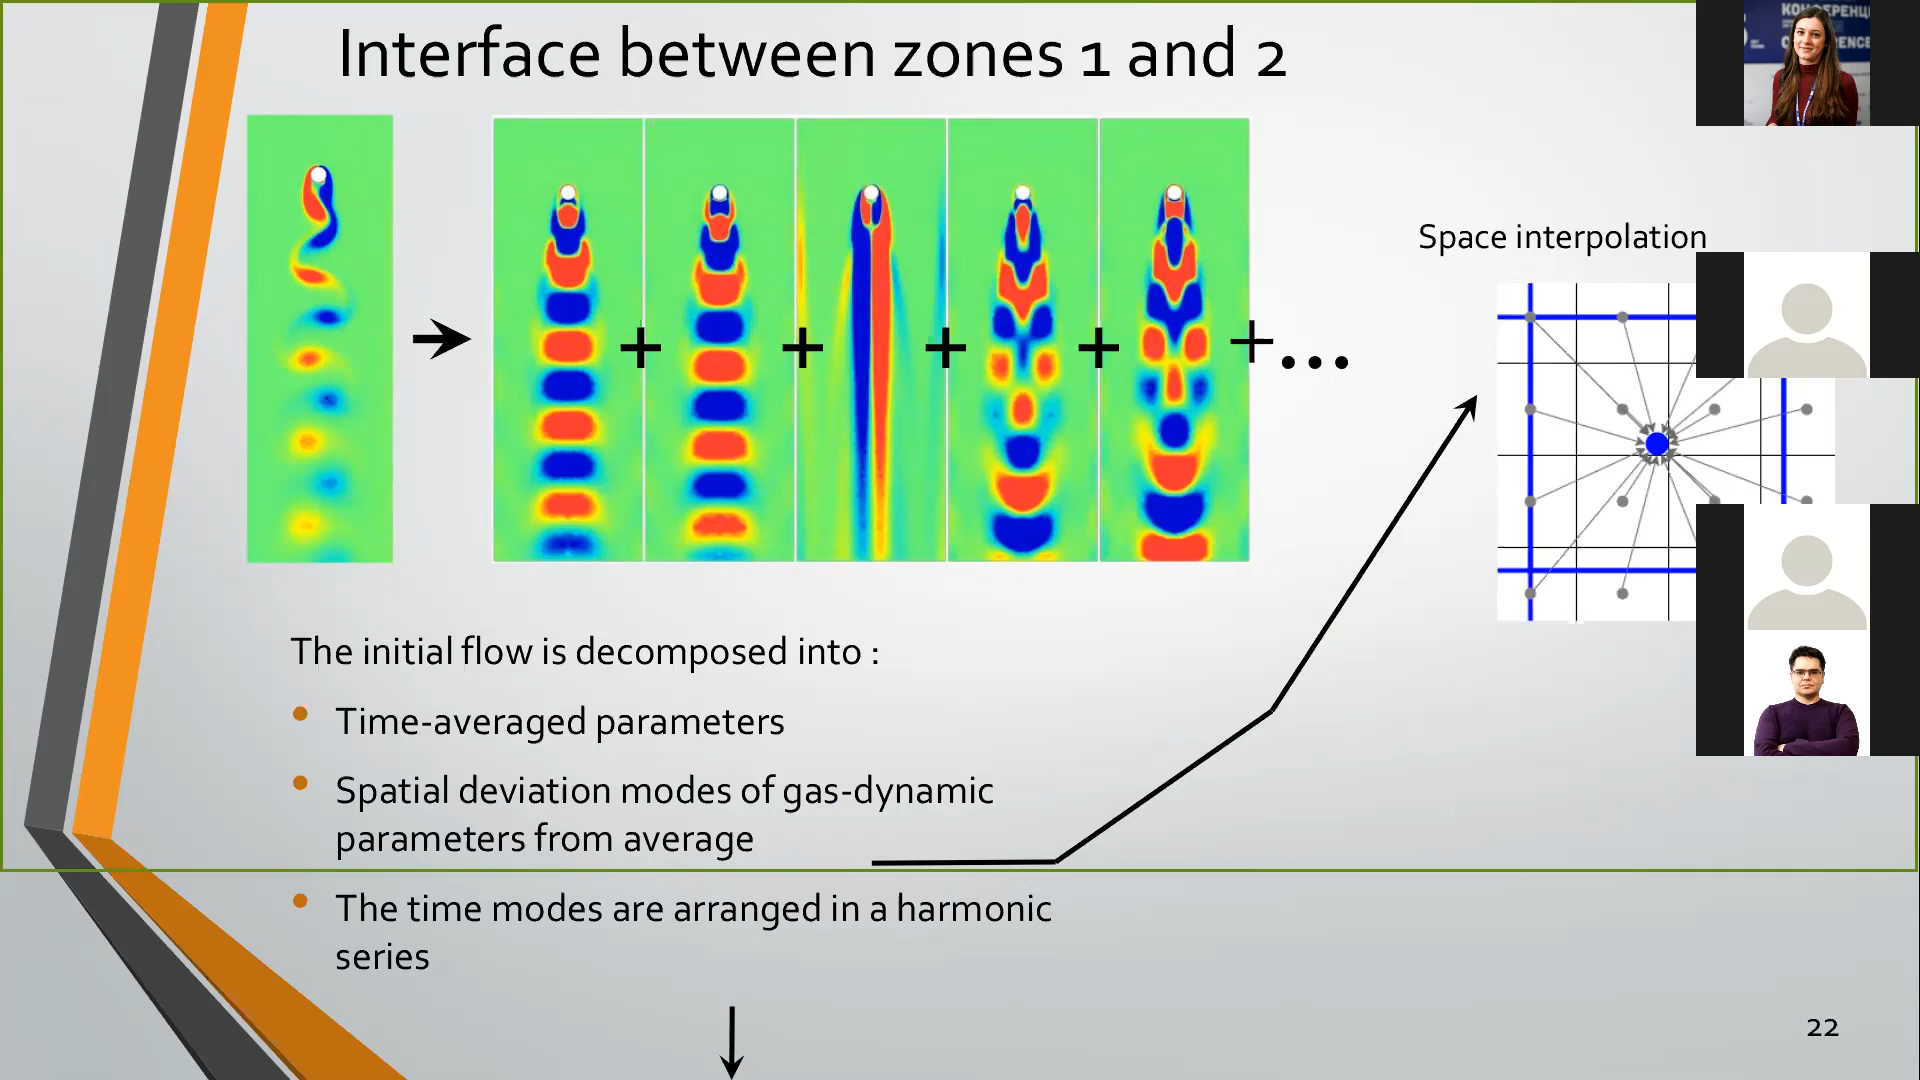 Interface between zones 1 and 2
КОНФЕРЕНЦ
Space interpolation
+
+
+
+
+...
The initial flow is decomposed into :
• Time-averaged parameters
• Spatial deviation modes of gas-dynamic
parameters from average
• The time modes are arranged in a harmonic
series
22